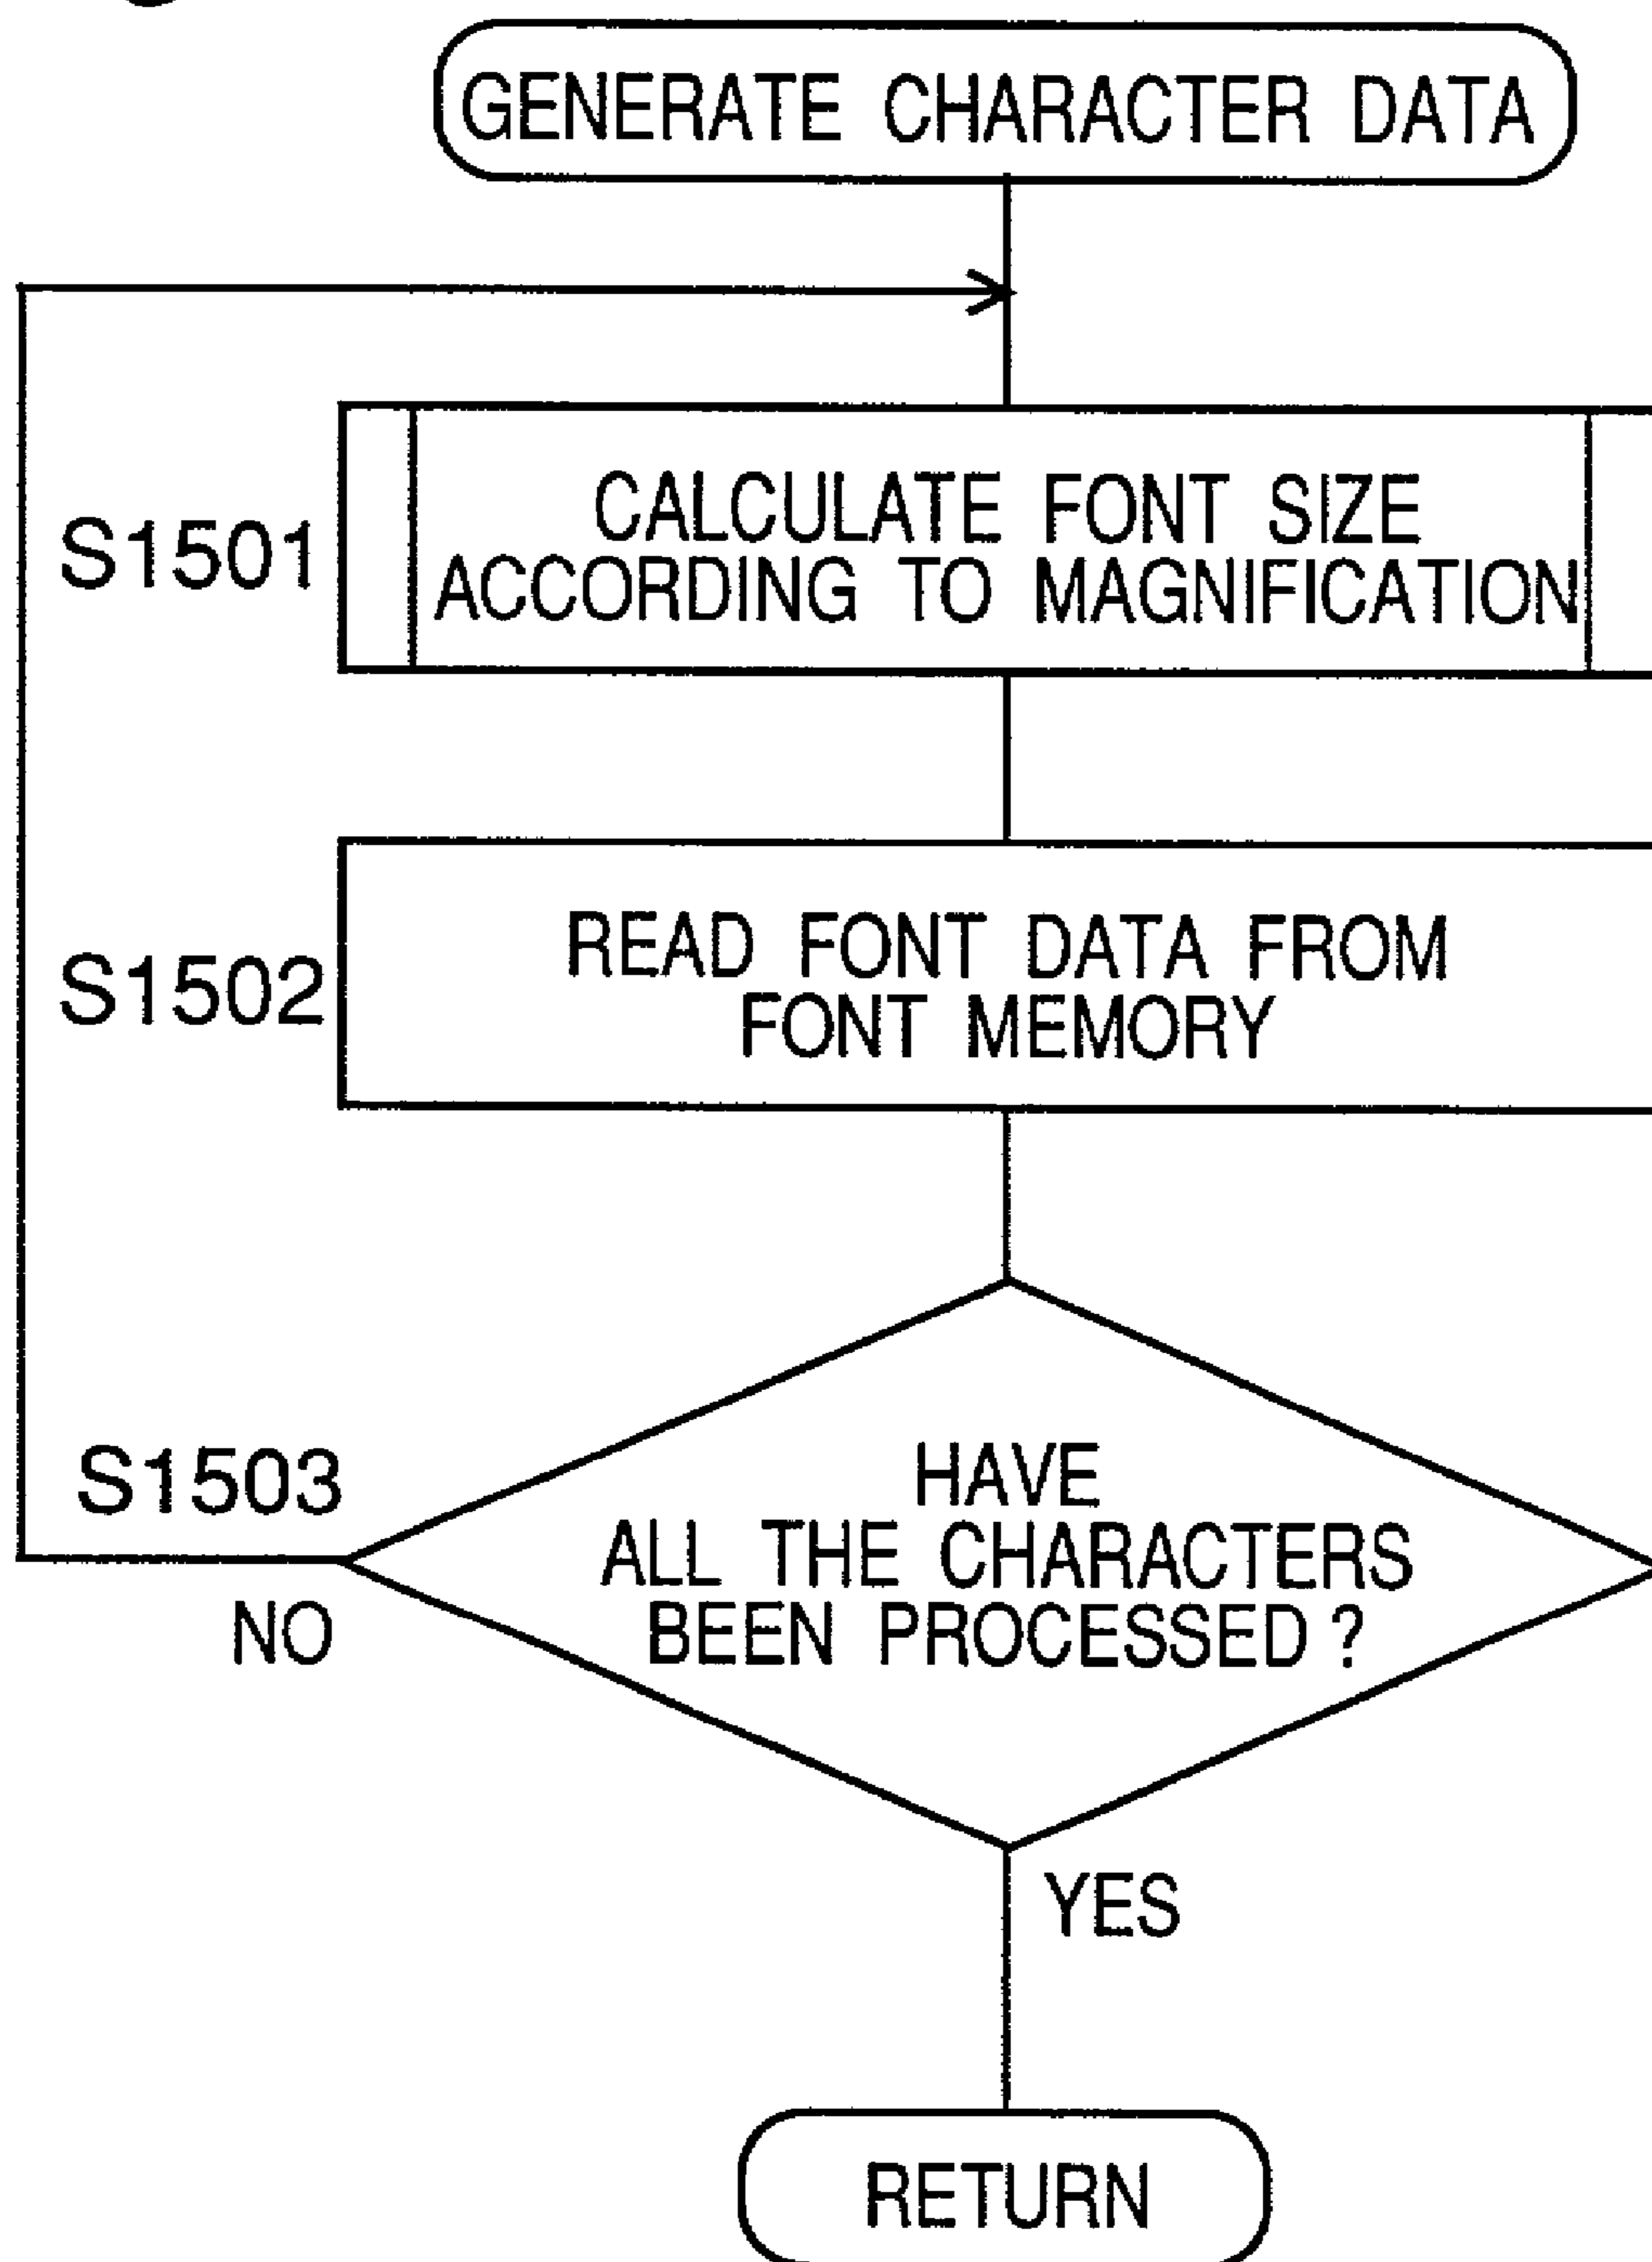 GENERATE CHARACTER DATA
S1501
CALCULATE FONT SIZE
ACCORDING TO MAGNIFICATION
S1502
READ FONT DATA FROM
FONT MEMORY
S1503
HAVE
ALL THE CHARACTERS
BEEN PROCESSED ?
NO
YES
RETURN